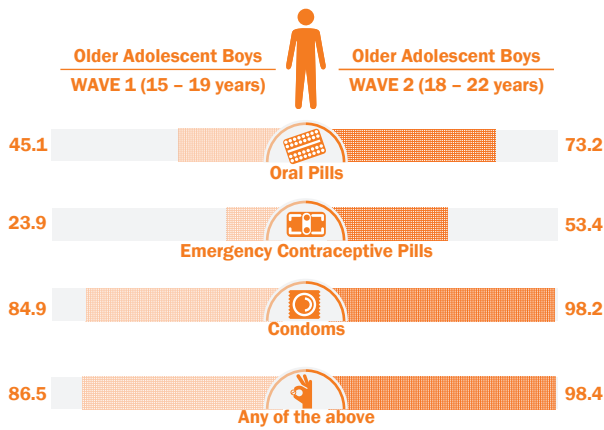 Older Adolescent Boys
WAVE 1 (15 – 19 years)
Older Adolescent Boys
WAVE 2 (18 – 22 years)
45.1
73.2
Oral Pills
23.9
53.4
Emergency Contraceptive Pills
84.9
98.2
Condoms
86.5
98.4
Any of the above